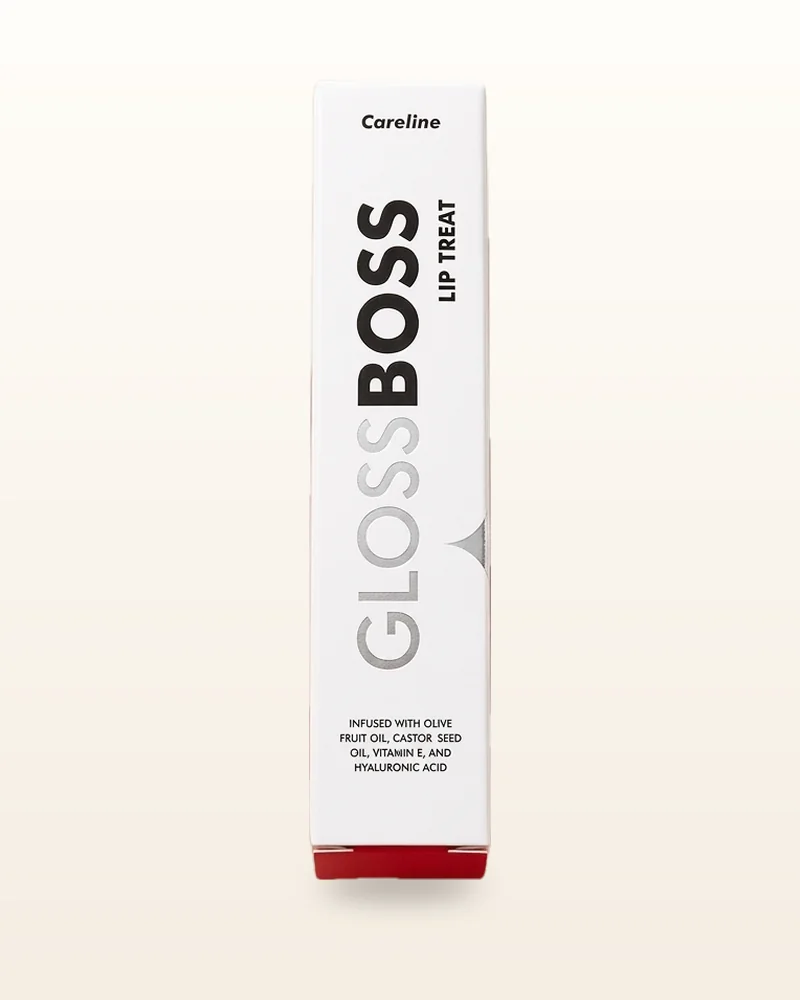 Careline
GLOSSBOSS
LIP TREAT
INFUSED WITH OLIVE
FRUIT OIL, CASTOR SEED
OIL, VITAMIN E, AND
HYALURONIC ACID